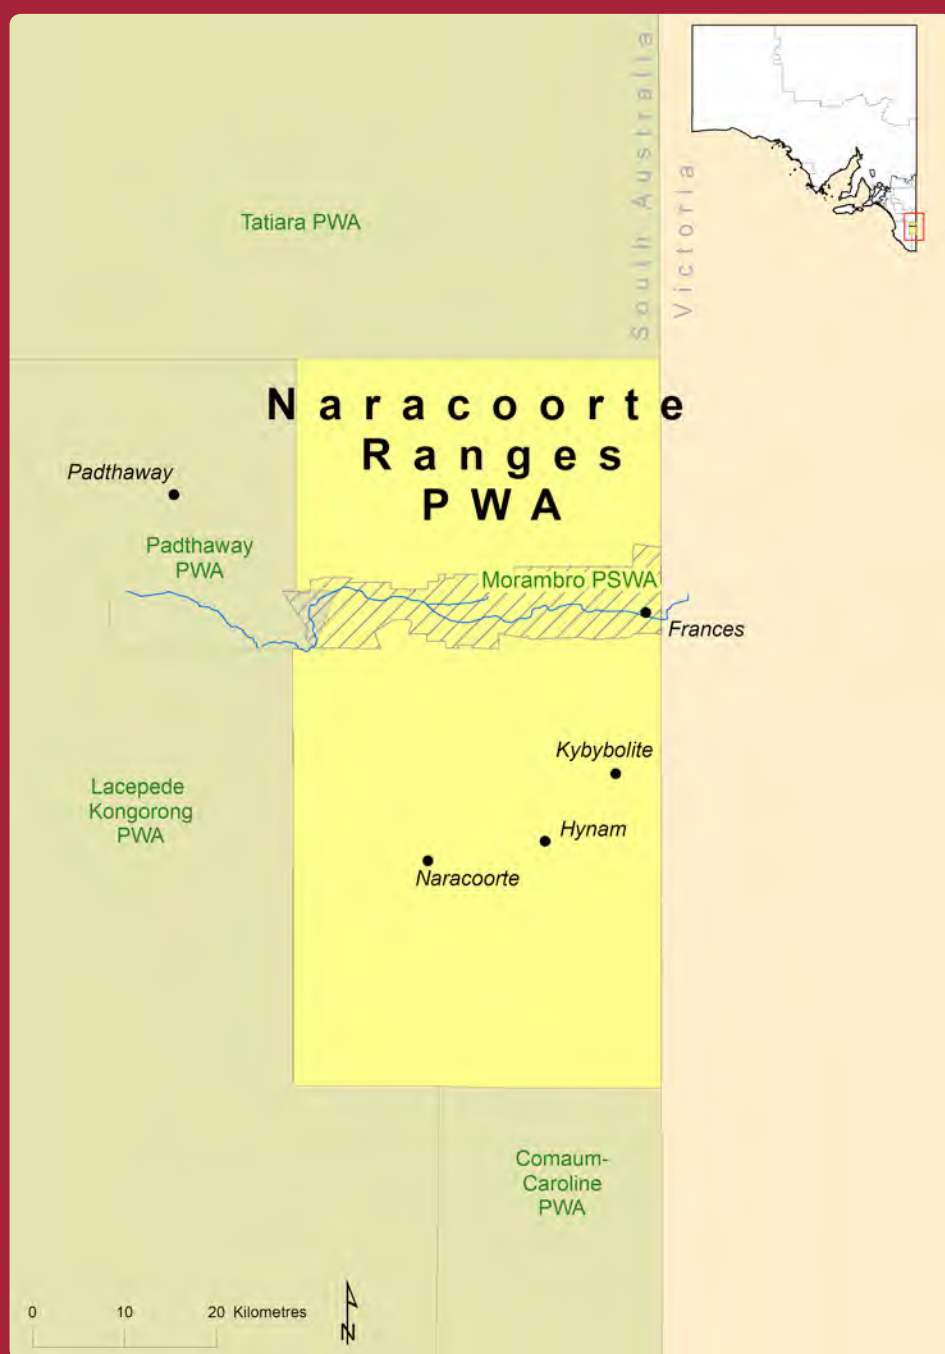 South Australia
Victoria
Tatiara PWA
Naracoorte
Ranges
PWA
Padthaway
Padthaway
PWA
Morambro PSWA
Frances
Kybybolite
Lacepede
Kongorong
PWA
Hynam
Naracoorte
Comaum-
Caroline
PWA
0 10 20 Kilometres
N